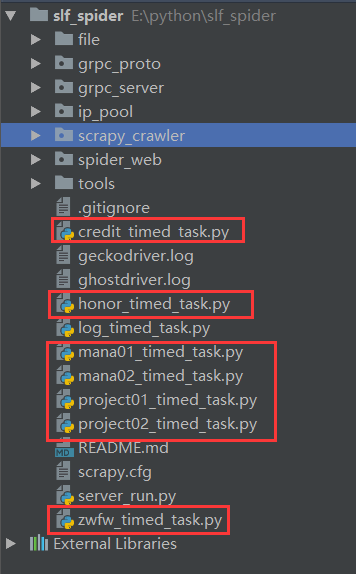 slf_spider E:\python\slf_spider
file
grpc_proto
grpc_server
ip_pool
scrapy_crawler
spider_web
tools
.gitignore
credit_timed_task.py
geckodriver.log
ghostdriver.log
honor_timed_task.py
log_timed_task.py
mana01_timed_task.py
mana02_timed_task.py
project01_timed_task.py
project02_timed_task.py
MD README.md
scrapy.cfg
server_run.py
zwfw_timed_task.py
External Libraries